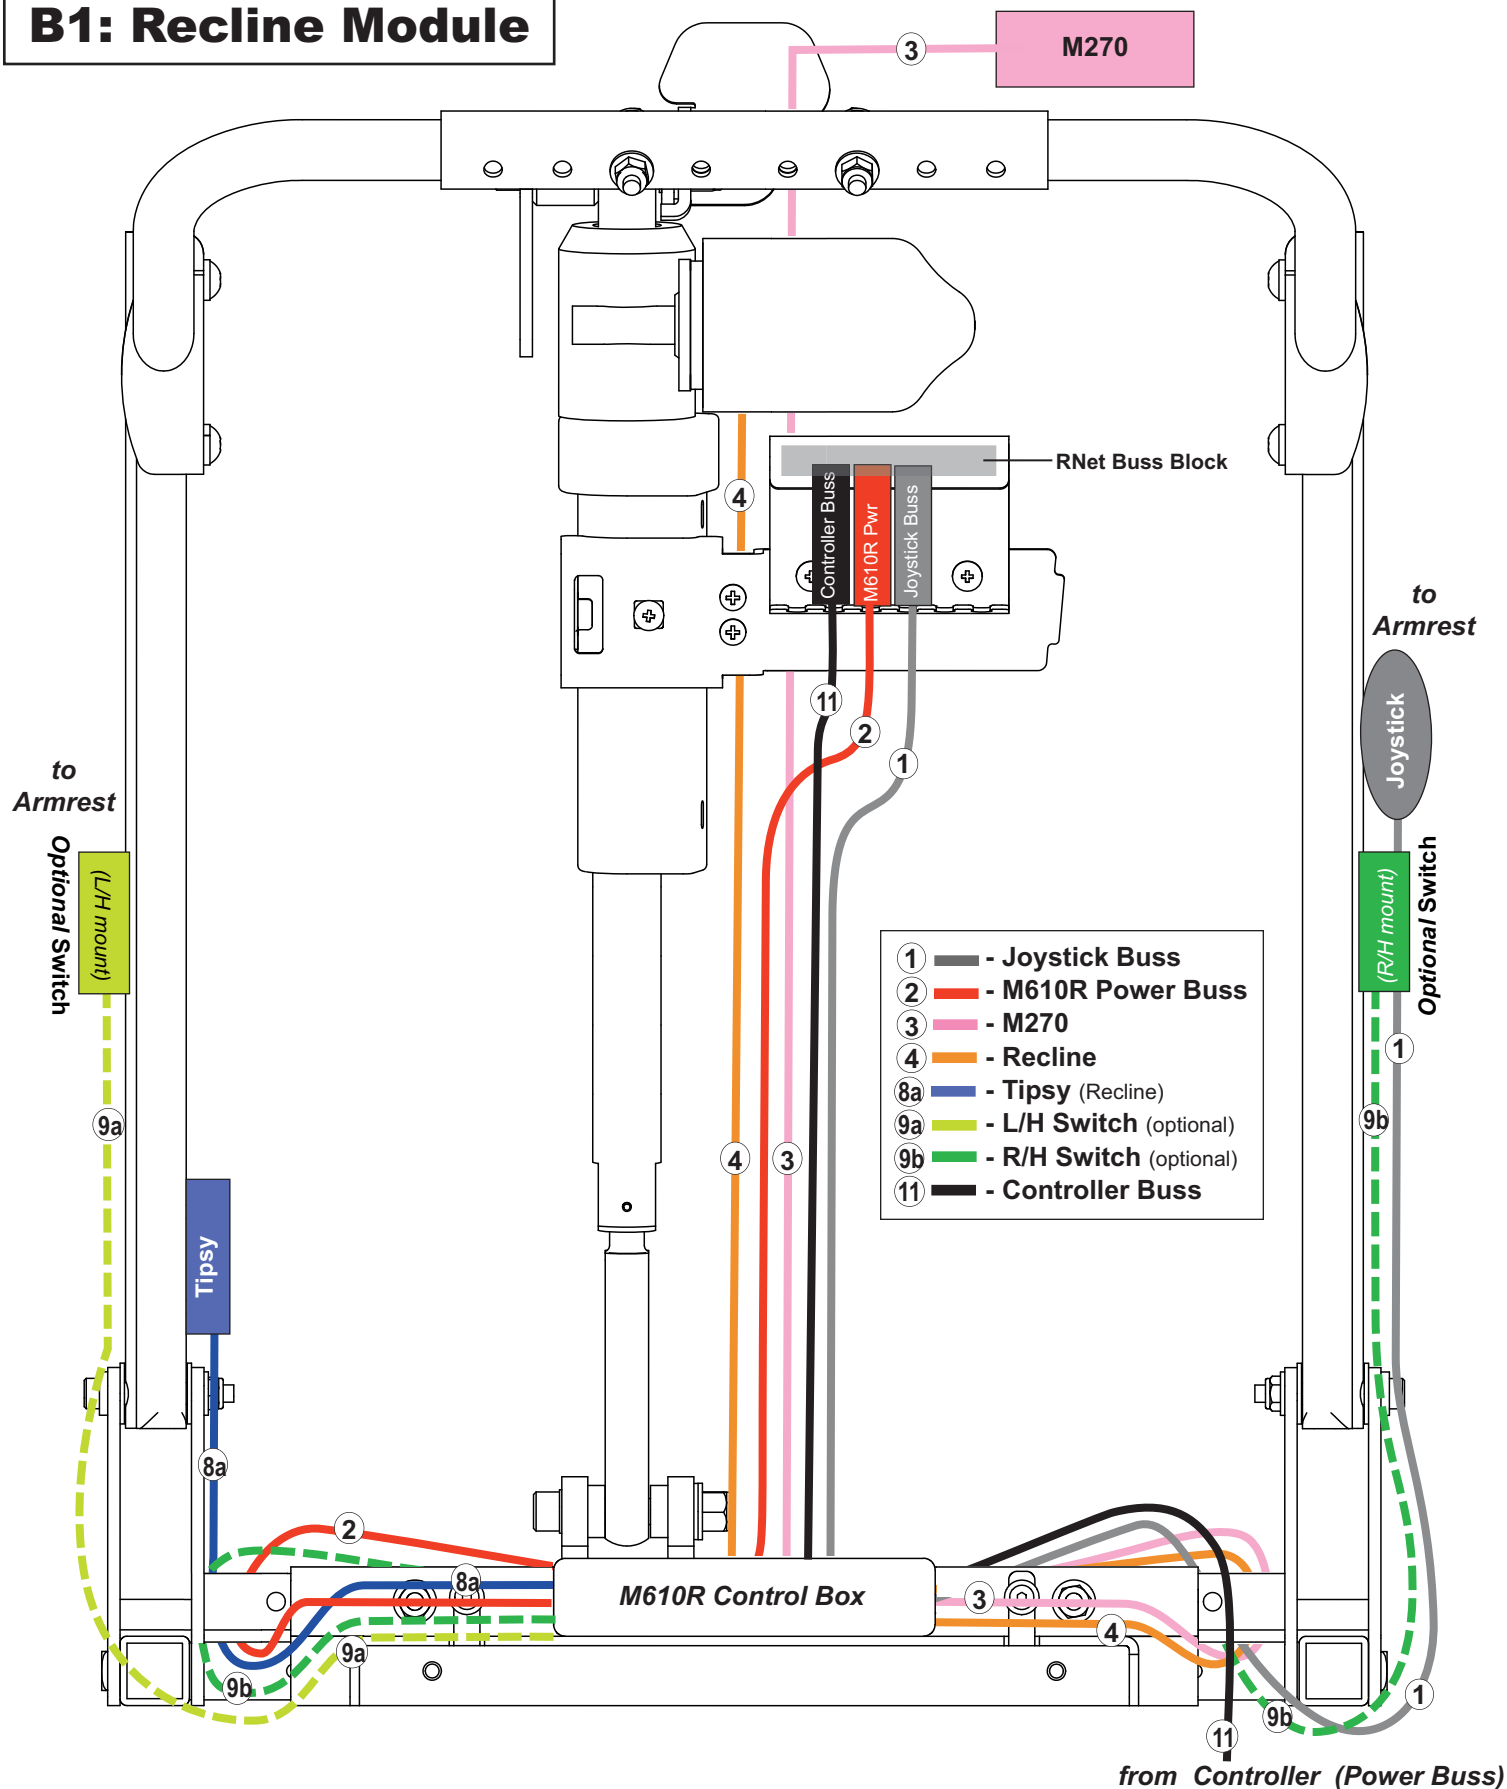 B1: Recline Module
3
M270
RNet Buss Block
4
Controller Buss
M610R Pwr
Joystick Buss
to
Armrest
Joystick
11
2
1
to
Armrest
Optional Switch
(L/H mount)
(R/H mount)
Optional Switch
1 - Joystick Buss
2 - M610R Power Buss
3 - M270
4 - Recline
8a - Tipsy (Recline)
9a - L/H Switch (optional)
9b - R/H Switch (optional)
11 - Controller Buss
1
9a
9b
4
3
Tipsy
8a
2
8a
M610R Control Box
3
4
9a
9b
1
9b
11
from Controller (Power Buss)